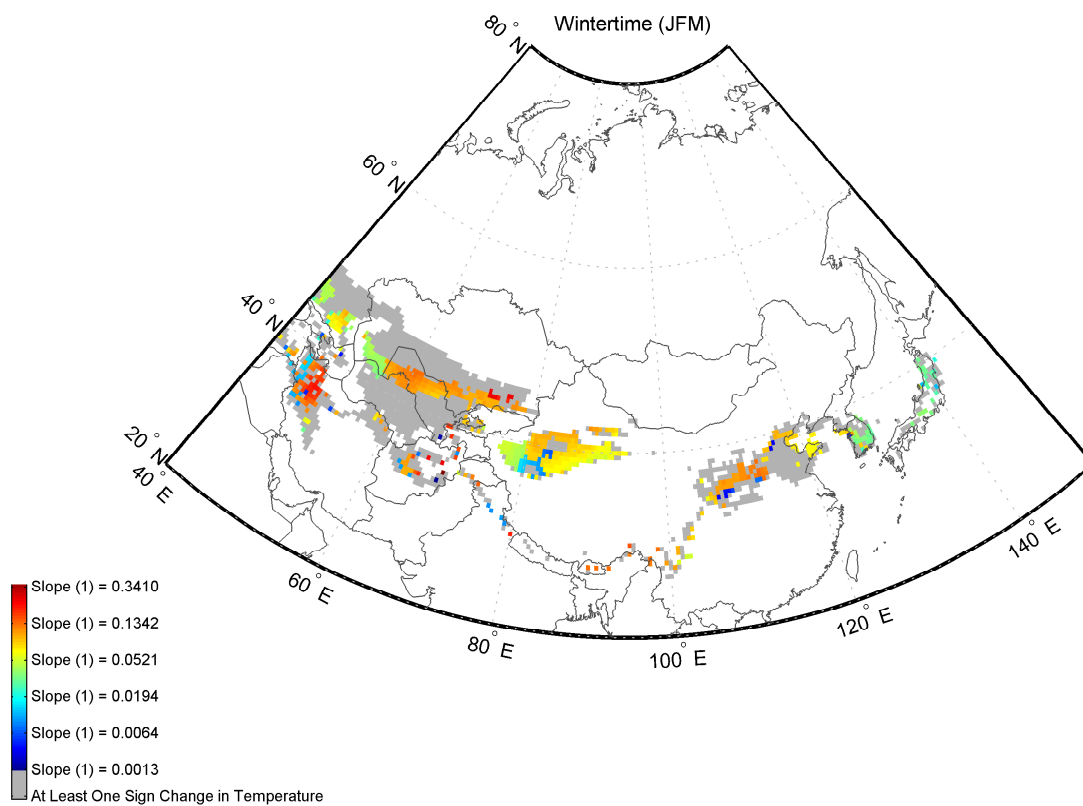 Wintertime (JFM)
80 ° N
60 ° N
40 ° N
20 ° N
40 ° E
60 ° E
80 ° E
100 ° E
120 ° E
140 ° E
Slope (1) = 0.3410
Slope (1) = 0.1342
Slope (1) = 0.0521
Slope (1) = 0.0194
Slope (1) = 0.0064
Slope (1) = 0.0013
At Least One Sign Change in Temperature